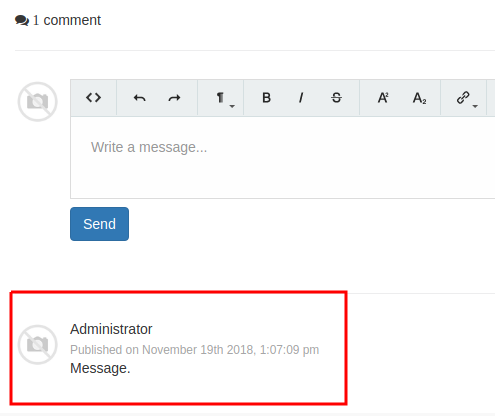 1 comment
B I S A² A₂
Write a message...
Send
Administrator
Published on November 19th 2018, 1:07:09 pm
Message.